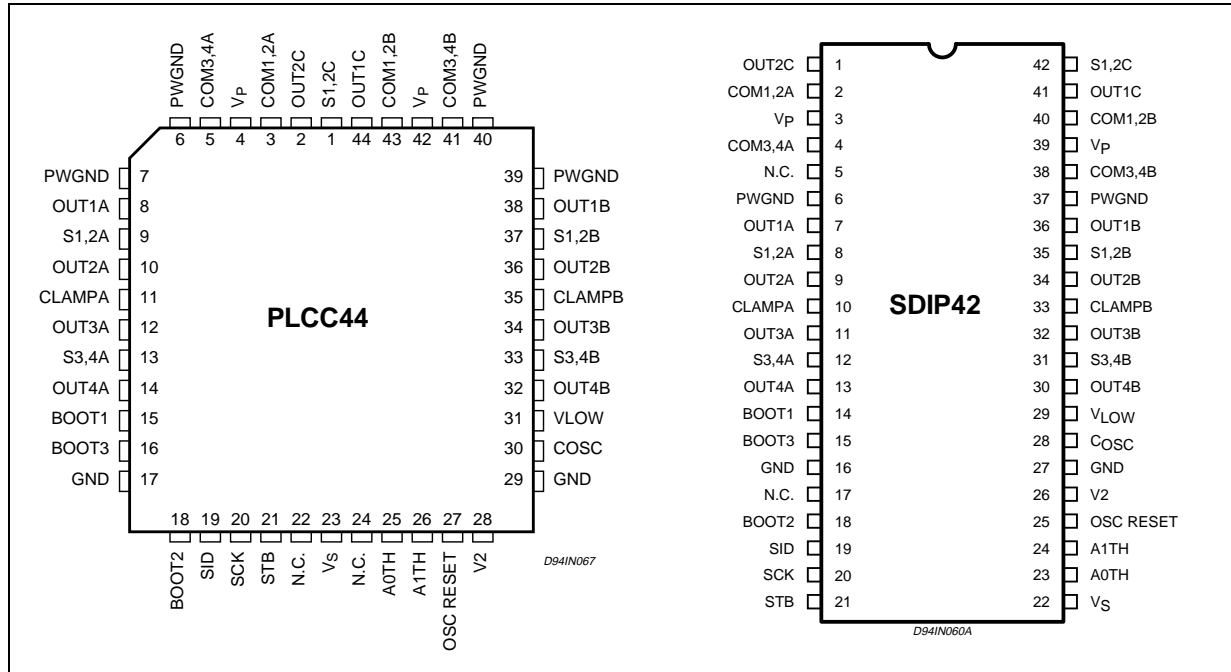 PWGND
COM3,4A
VP
COM1,2A
OUT2C
S1,2C
OUT1C
COM1,2B
VP
COM3,4B
PWGND
6 5 4 3 2 1 44 43 42 41 40
PWGND 7
OUT1A 8
S1,2A 9
OUT2A 10
CLAMPA 11
OUT3A 12
S3,4A 13
OUT4A 14
BOOT1 15
BOOT3 16
GND 17
PLCC44
39 PWGND
38 OUT1B
37 S1,2B
36 OUT2B
35 CLAMPB
34 OUT3B
33 S3,4B
32 OUT4B
31 VLOW
30 COSC
29 GND
18 19 20 21 22 23 24 25 26 27 28
BOOT2
SID
SCK
STB
N.C.
VS
N.C.
A0TH
A1TH
OSC RESET
V2
D94IN067
OUT2C 1
COM1,2A 2
VP 3
COM3,4A 4
N.C. 5
PWGND 6
OUT1A 7
S1,2A 8
OUT2A 9
CLAMPA 10
OUT3A 11
S3,4A 12
OUT4A 13
BOOT1 14
BOOT3 15
GND 16
N.C. 17
BOOT2 18
SID 19
SCK 20
STB 21
SDIP42
42 S1,2C
41 OUT1C
40 COM1,2B
39 VP
38 COM3,4B
37 PWGND
36 OUT1B
35 S1,2B
34 OUT2B
33 CLAMPB
32 OUT3B
31 S3,4B
30 OUT4B
29 VLOW
28 COSC
27 GND
26 V2
25 OSC RESET
24 A1TH
23 A0TH
22 VS
D94IN060A